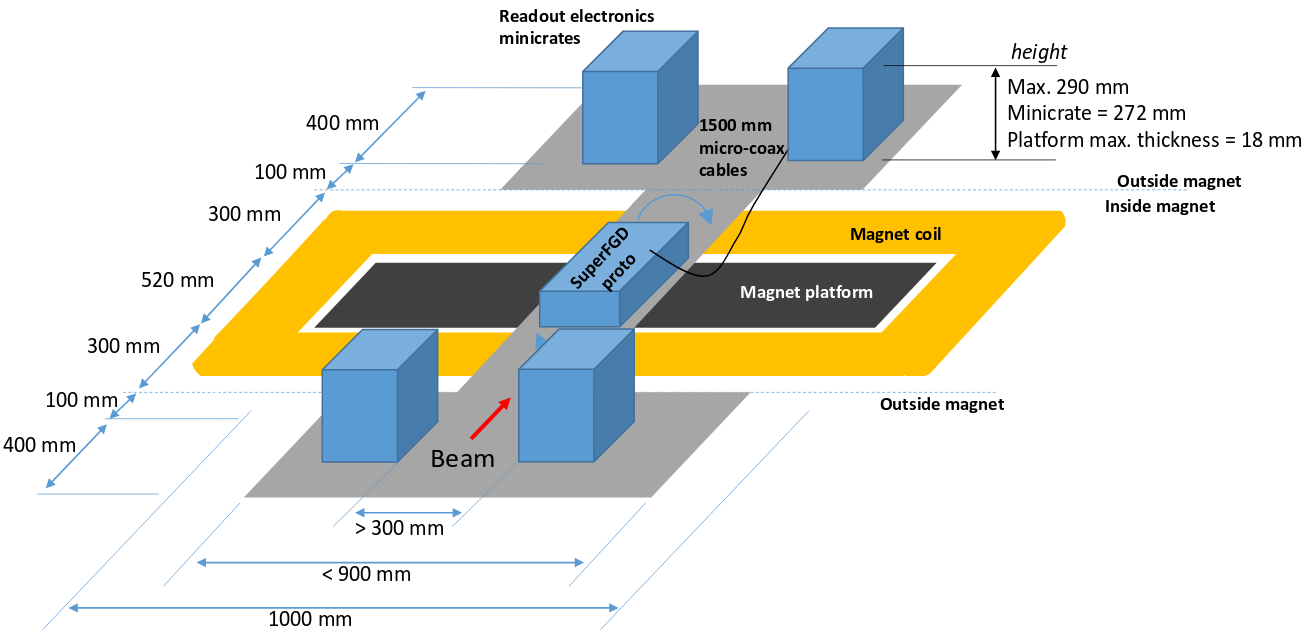 Readout electronics
minicrates
height
Max. 290 mm
Minicrate = 272 mm
Platform max. thickness = 18 mm
400 mm
1500 mm
micro-coax
cables
100 mm
Outside magnet
Inside magnet
300 mm
Magnet coil
SuperFGD
proto
520 mm
Magnet platform
300 mm
100 mm
Outside magnet
400 mm
Beam
> 300 mm
< 900 mm
1000 mm